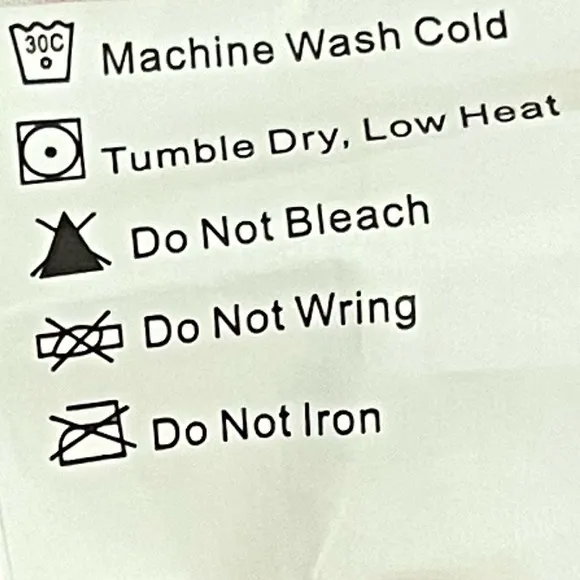 30C
Machine Wash Cold
Tumble Dry, Low Heat
Do Not Bleach
Do Not Wring
Do Not Iron